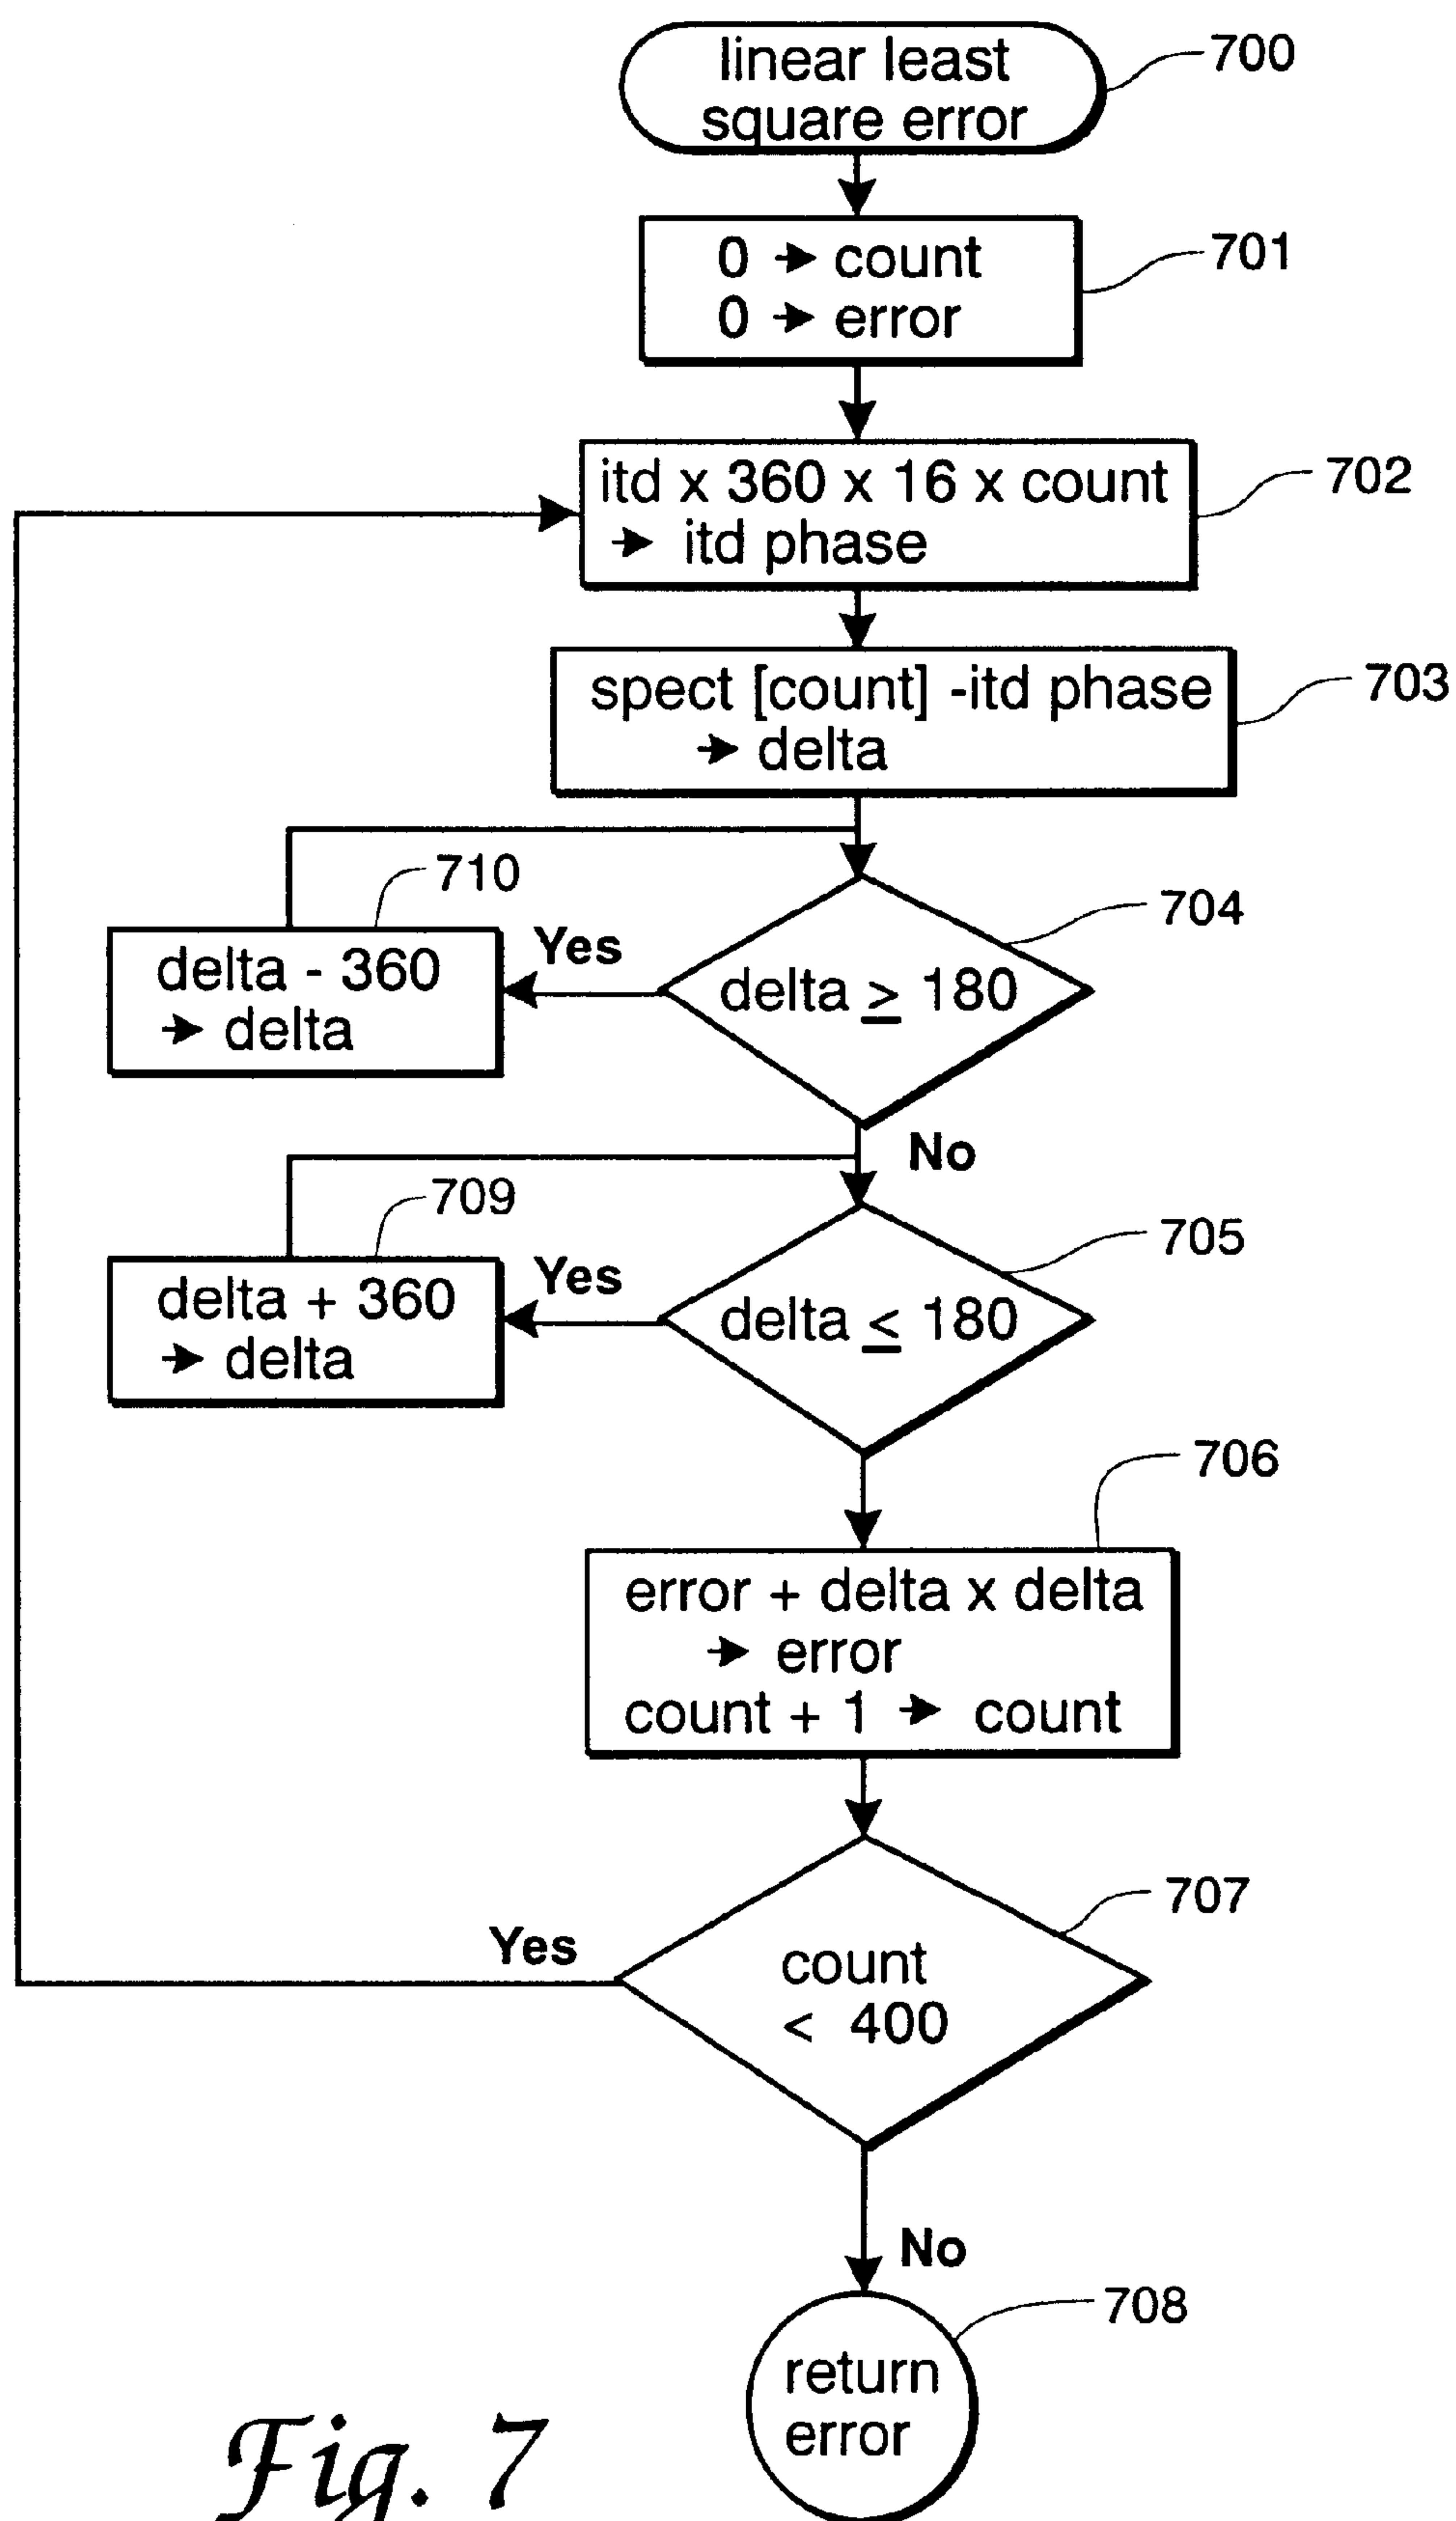 linear least
square error
700
0 → count
0 → error
701
itd x 360 x 16 x count
→ itd phase
702
spect [count] -itd phase
→ delta
703
710
delta - 360
→ delta
Yes
delta ≥ 180
704
No
709
delta + 360
→ delta
Yes
delta ≤ 180
705
706
error + delta x delta
→ error
count + 1 → count
707
Yes
count
< 400
No
708
return
error
Fig. 7